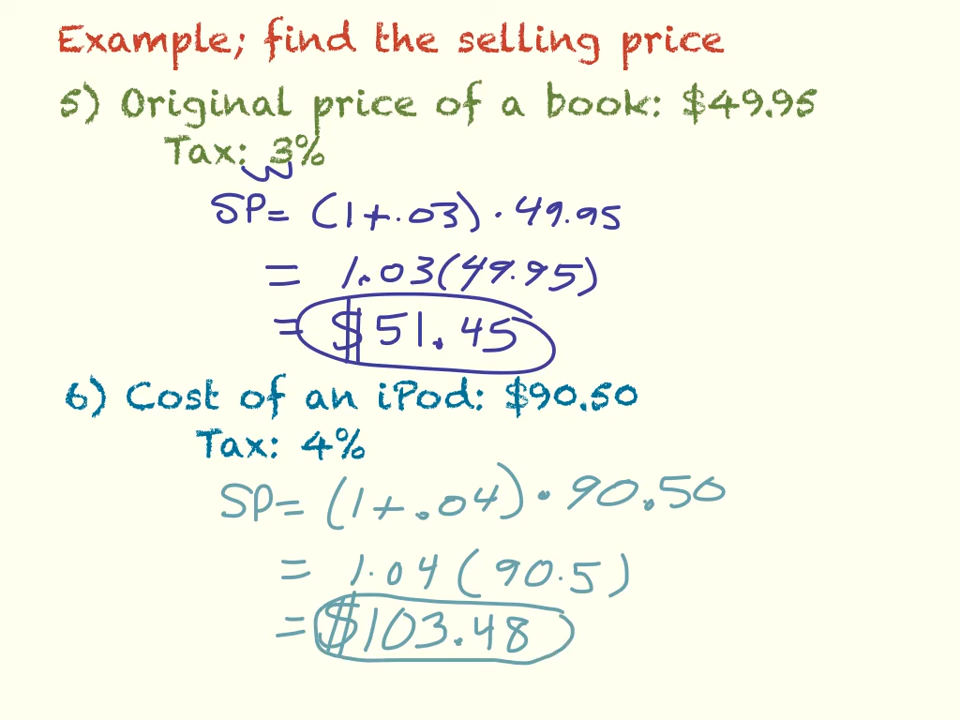 Example; find the selling price
5) Original price of a book: $49.95
Tax: 3%
SP= (1+.03) · 49.95
= 1.03(49.95)
= $51.45
6) Cost of an iPod: $90.50
Tax: 4%
SP= (1+.04) · 90.50
= 1.04(90.5)
= $103.48